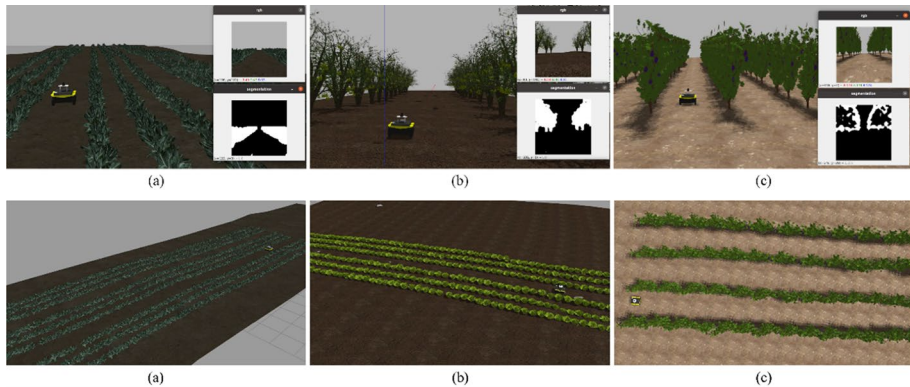 rgb
rgb
rgb
segmentation
segmentation
segmentation
(a)
(b)
(c)
(a)
(b)
(c)